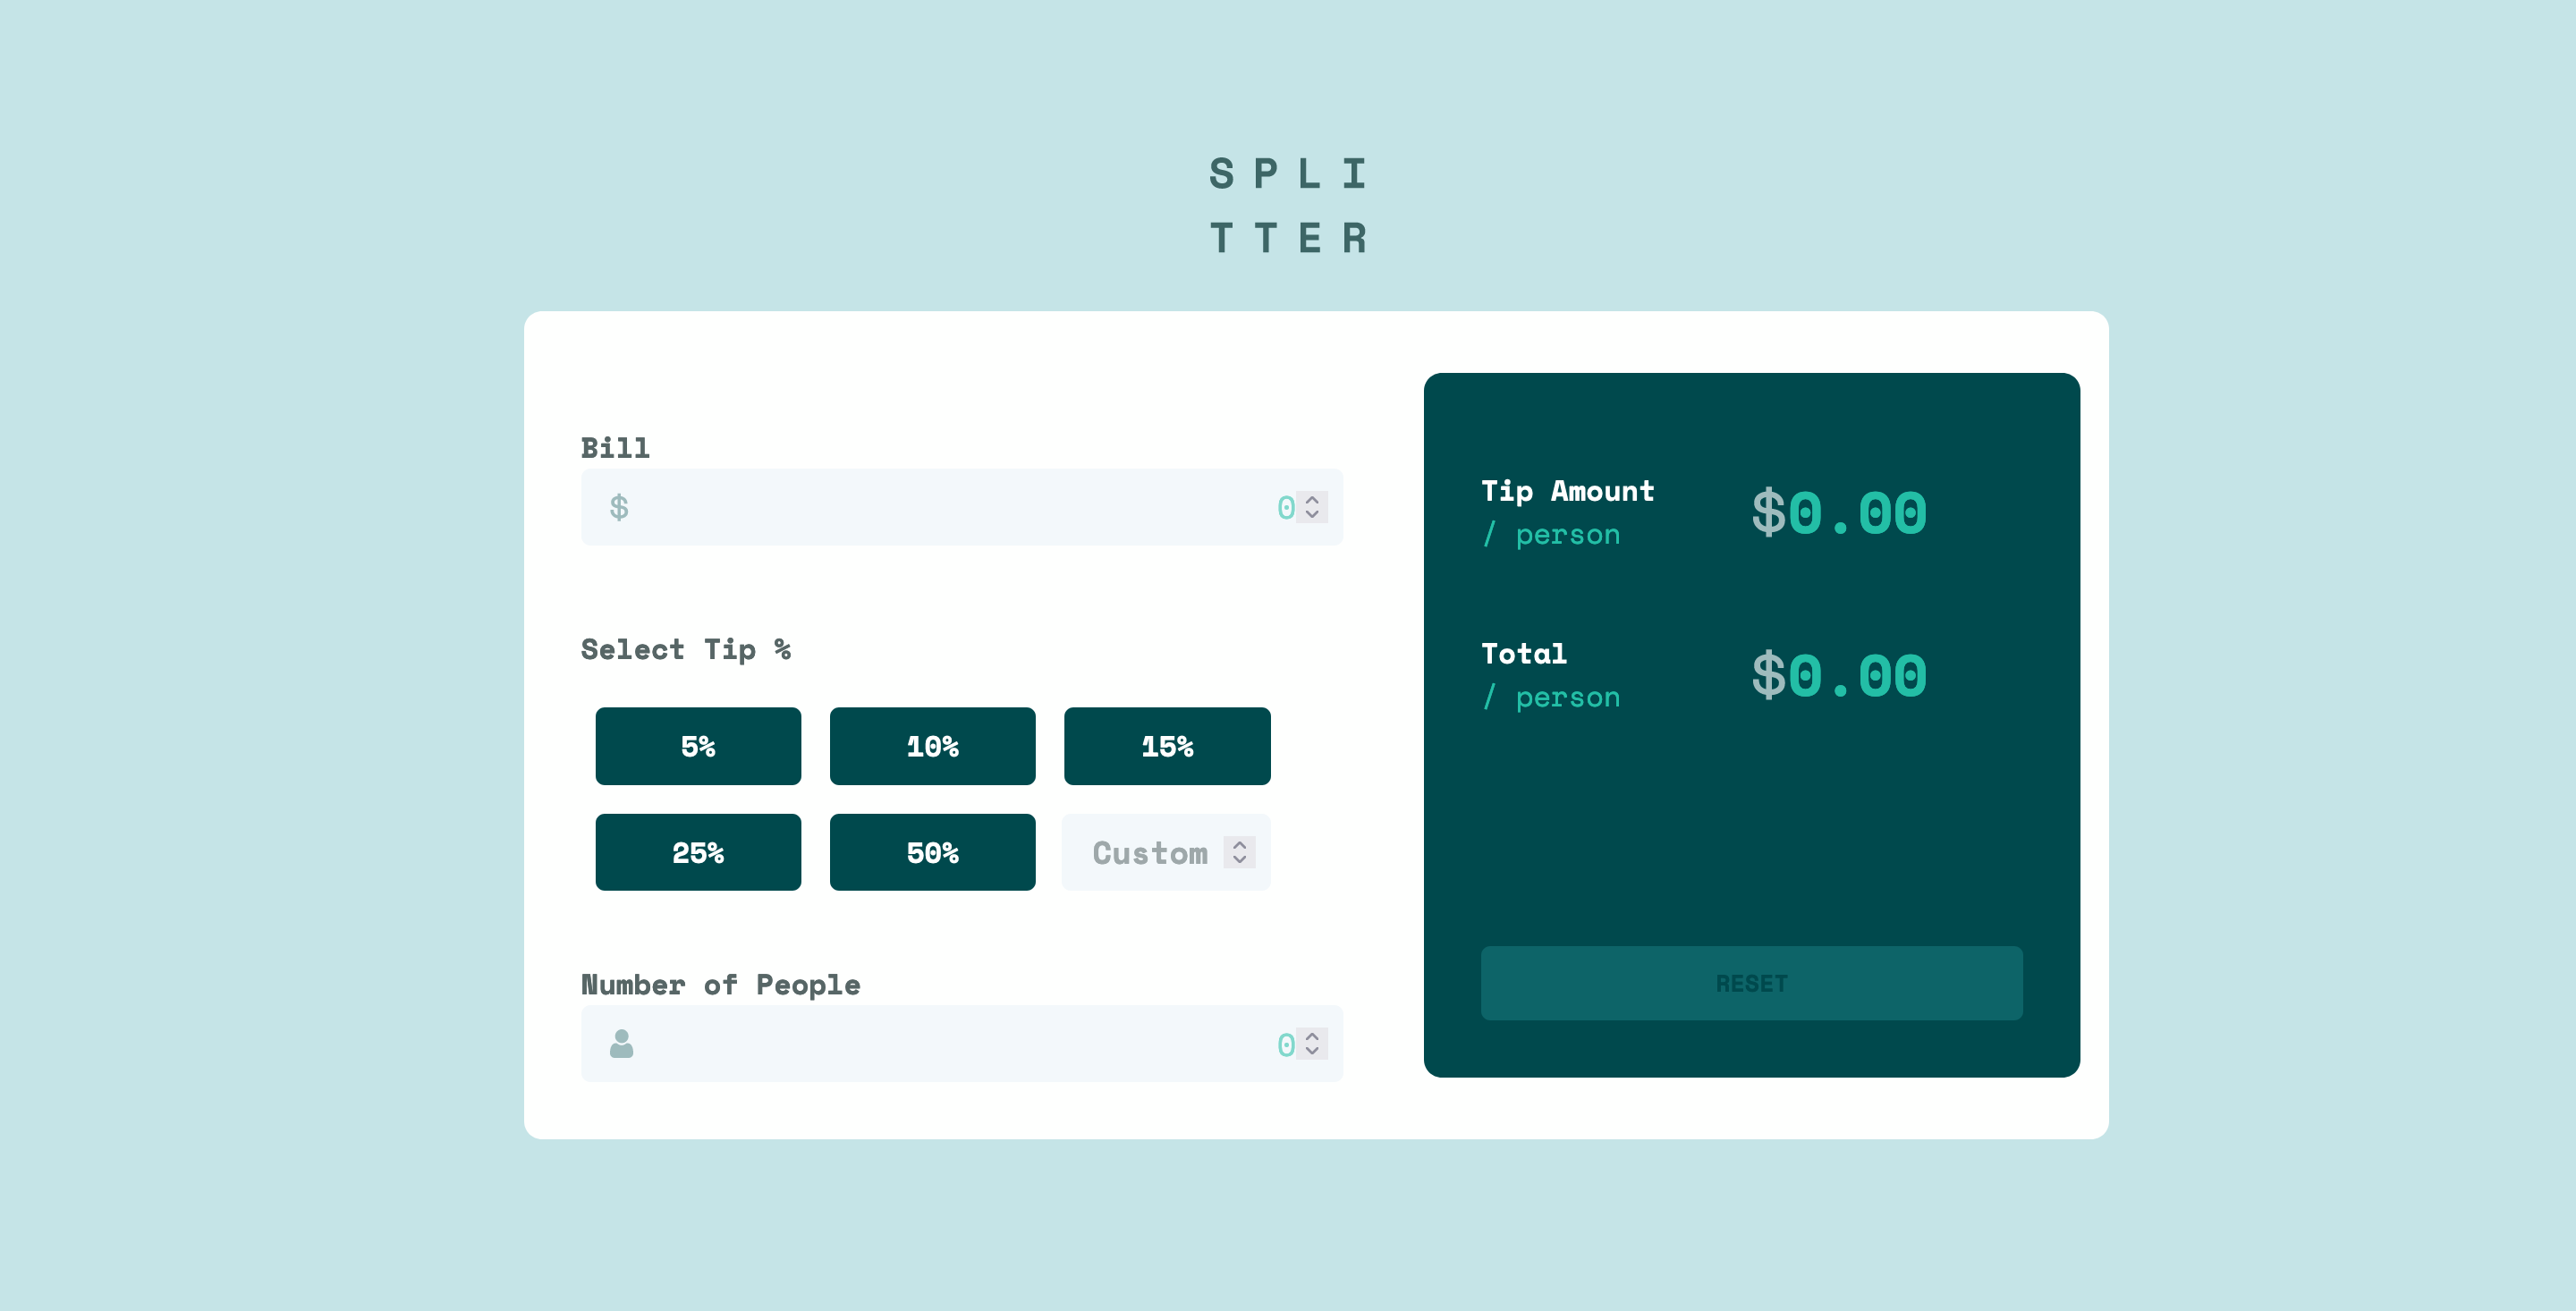 SPLI
TTER
Bill
$ 0
Select Tip %
5% 10% 15%
25% 50% Custom
Number of People
0
Tip Amount
/ person
$0.00
Total
/ person
$0.00
RESET